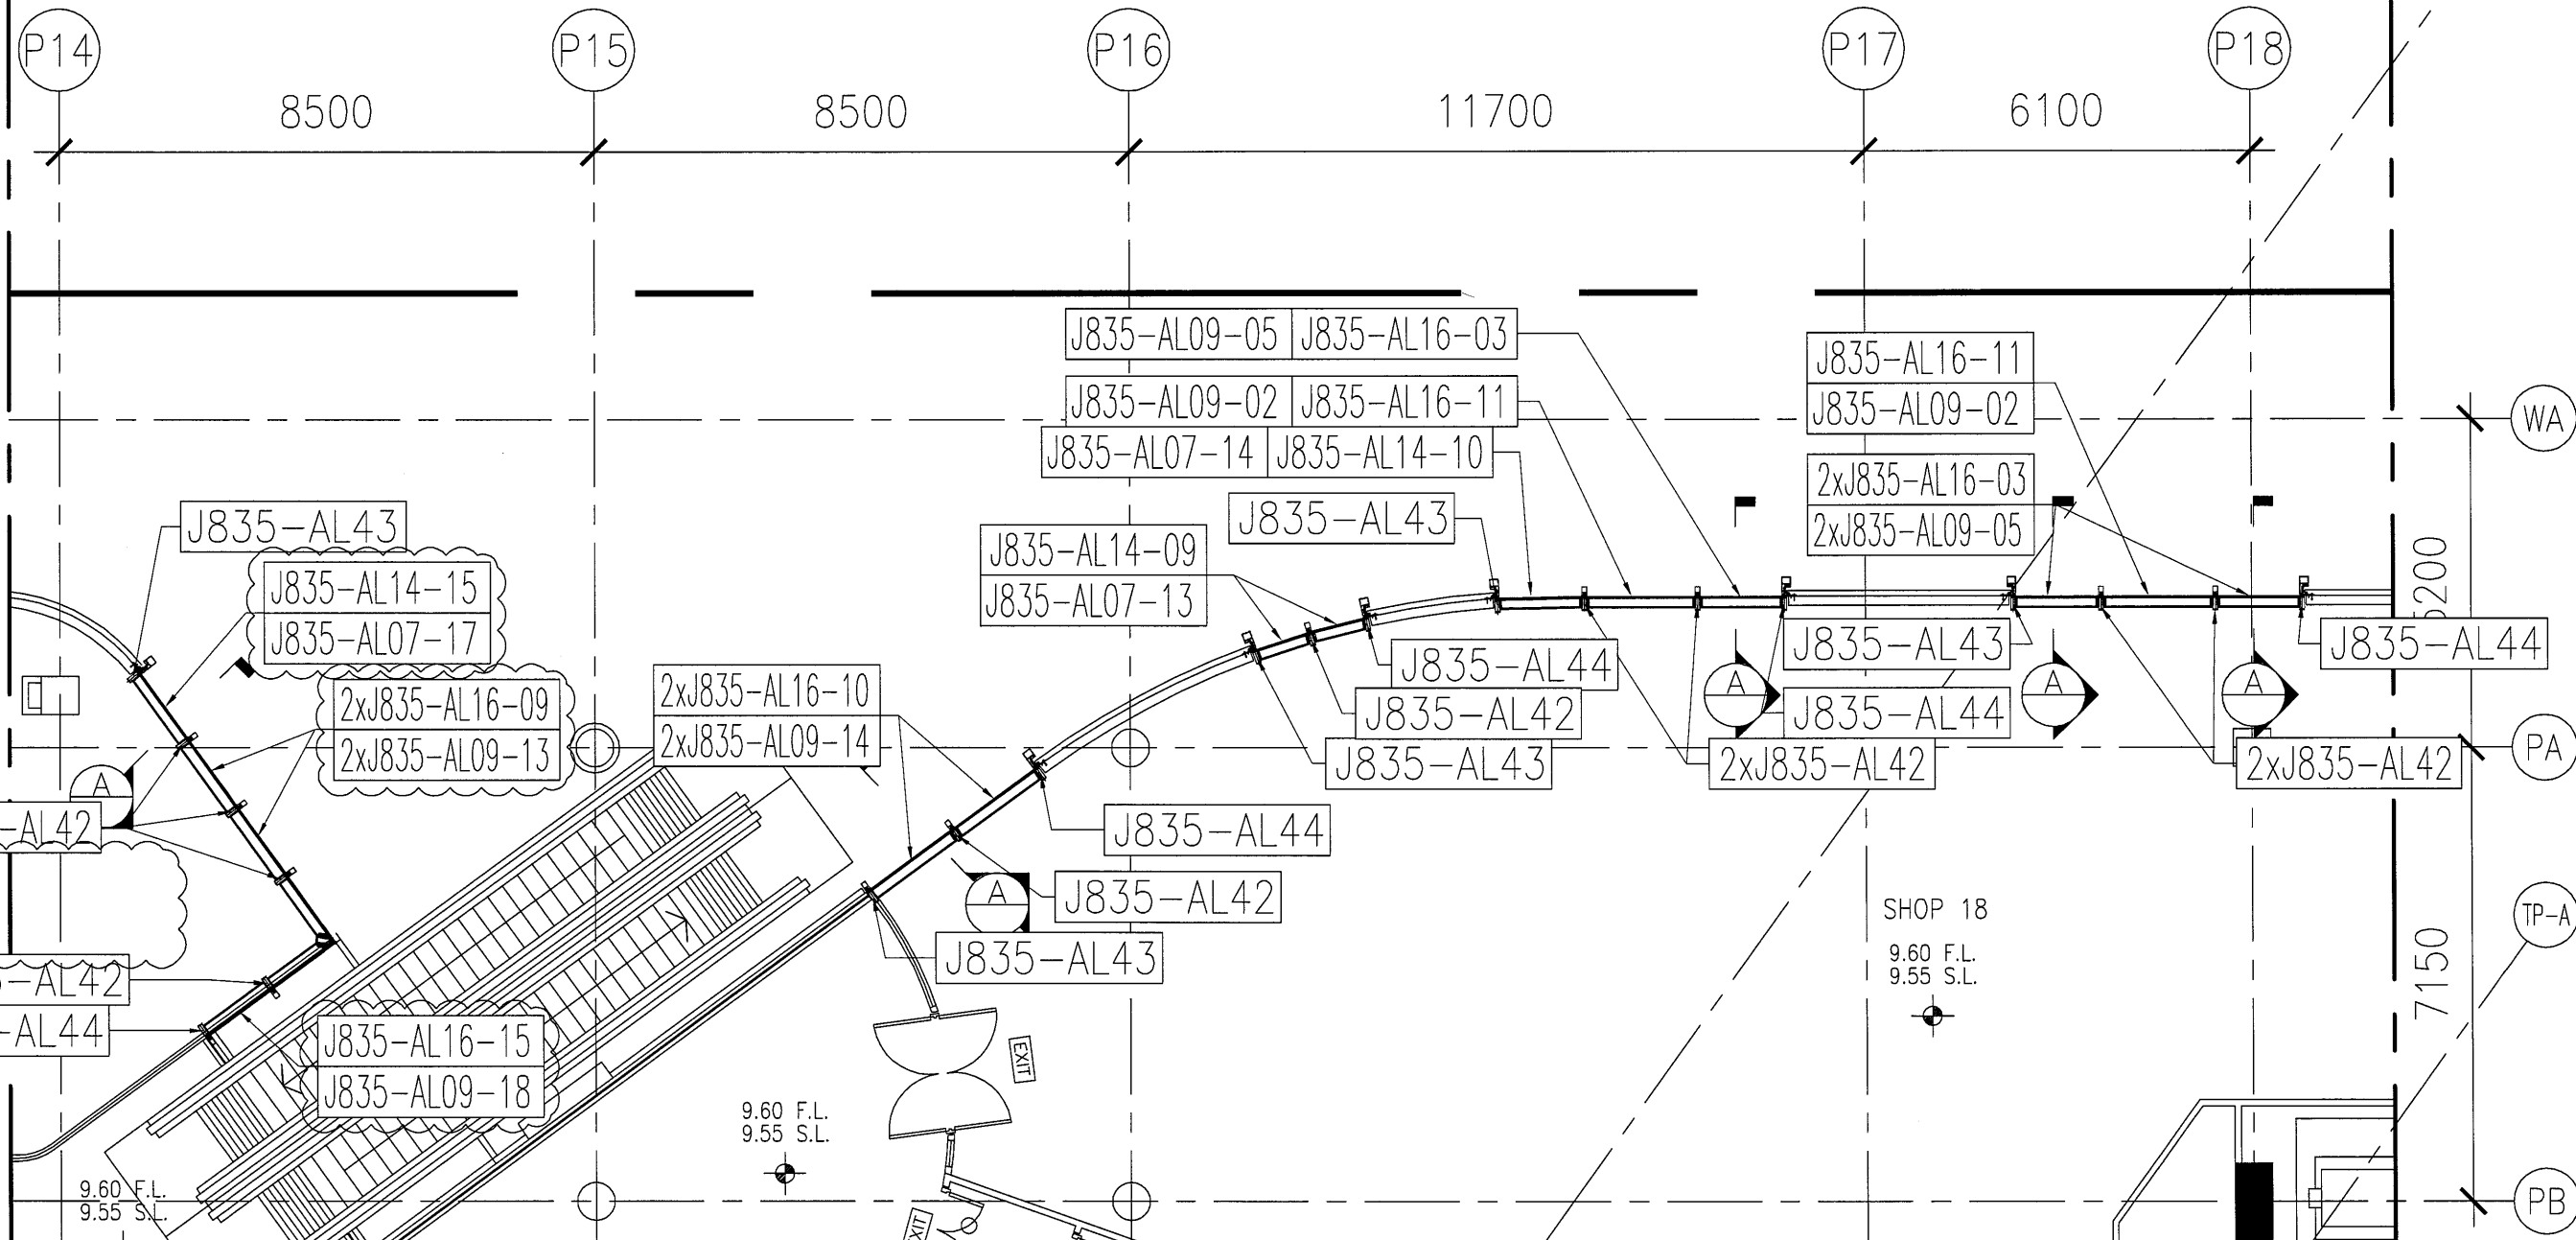 P14
P15
P16
P17
P18
8500
8500
11700
6100
J835-AL09-05 J835-AL16-03
J835-AL09-02 J835-AL16-11
J835-AL07-14 J835-AL14-10
J835-AL16-11
J835-AL09-02
WA
2xJ835-AL16-03
2xJ835-AL09-05
J835-AL43
J835-AL43
J835-AL14-09
J835-AL07-13
J835-AL14-15
J835-AL07-17
5200
J835-AL43
J835-AL44
J835-AL44
2xJ835-AL16-09
2xJ835-AL09-13
2xJ835-AL16-10
2xJ835-AL09-14
J835-AL42
J835-AL44
A
A
A
J835-AL43
2xJ835-AL42
2xJ835-AL42
PA
A
-AL42
J835-AL44
A
J835-AL42
SHOP 18
9.60 F.L.
9.55 S.L.
TP-A
J835-AL43
7150
-AL42
-AL44
J835-AL16-15
J835-AL09-18
EXIT
9.60 F.L.
9.55 S.L.
9.60 F.L.
9.55 S.L.
PB
XIT